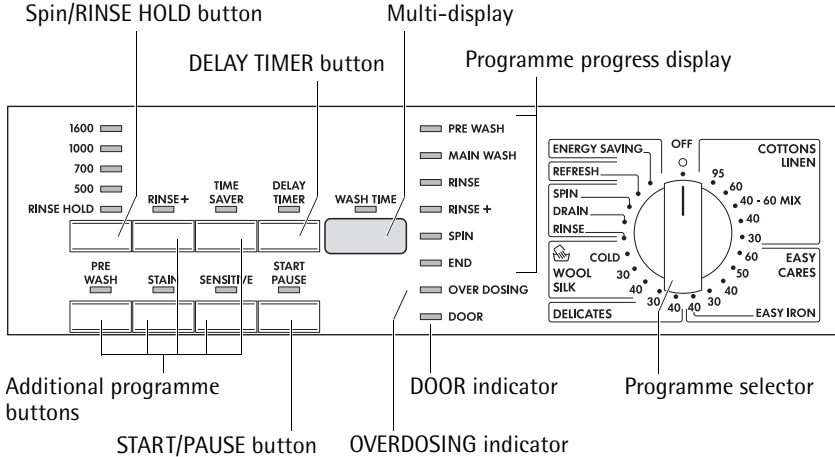 Spin/RINSE HOLD button
Multi-display
DELAY TIMER button
Programme progress display
1600
1000
700
500
RINSE HOLD
RINSE+
TIME
SAVER
DELAY
TIMER
WASH TIME
PRE
WASH
STAIN
SENSITIVE
START
PAUSE
PRE WASH
MAIN WASH
RINSE
RINSE +
SPIN
END
OVER DOSING
DOOR
OFF
ENERGY SAVING
REFRESH
SPIN
DRAIN
RINSE
COLD
WOOL
SILK
30
40
DELICATES
30
40
COTTONS
LINEN
95
60
40 - 60 MIX
40
30
EASY
CARES
60
50
40
30
EASY IRON
40
Additional programme
buttons
DOOR indicator
Programme selector
START/PAUSE button
OVERDOSING indicator